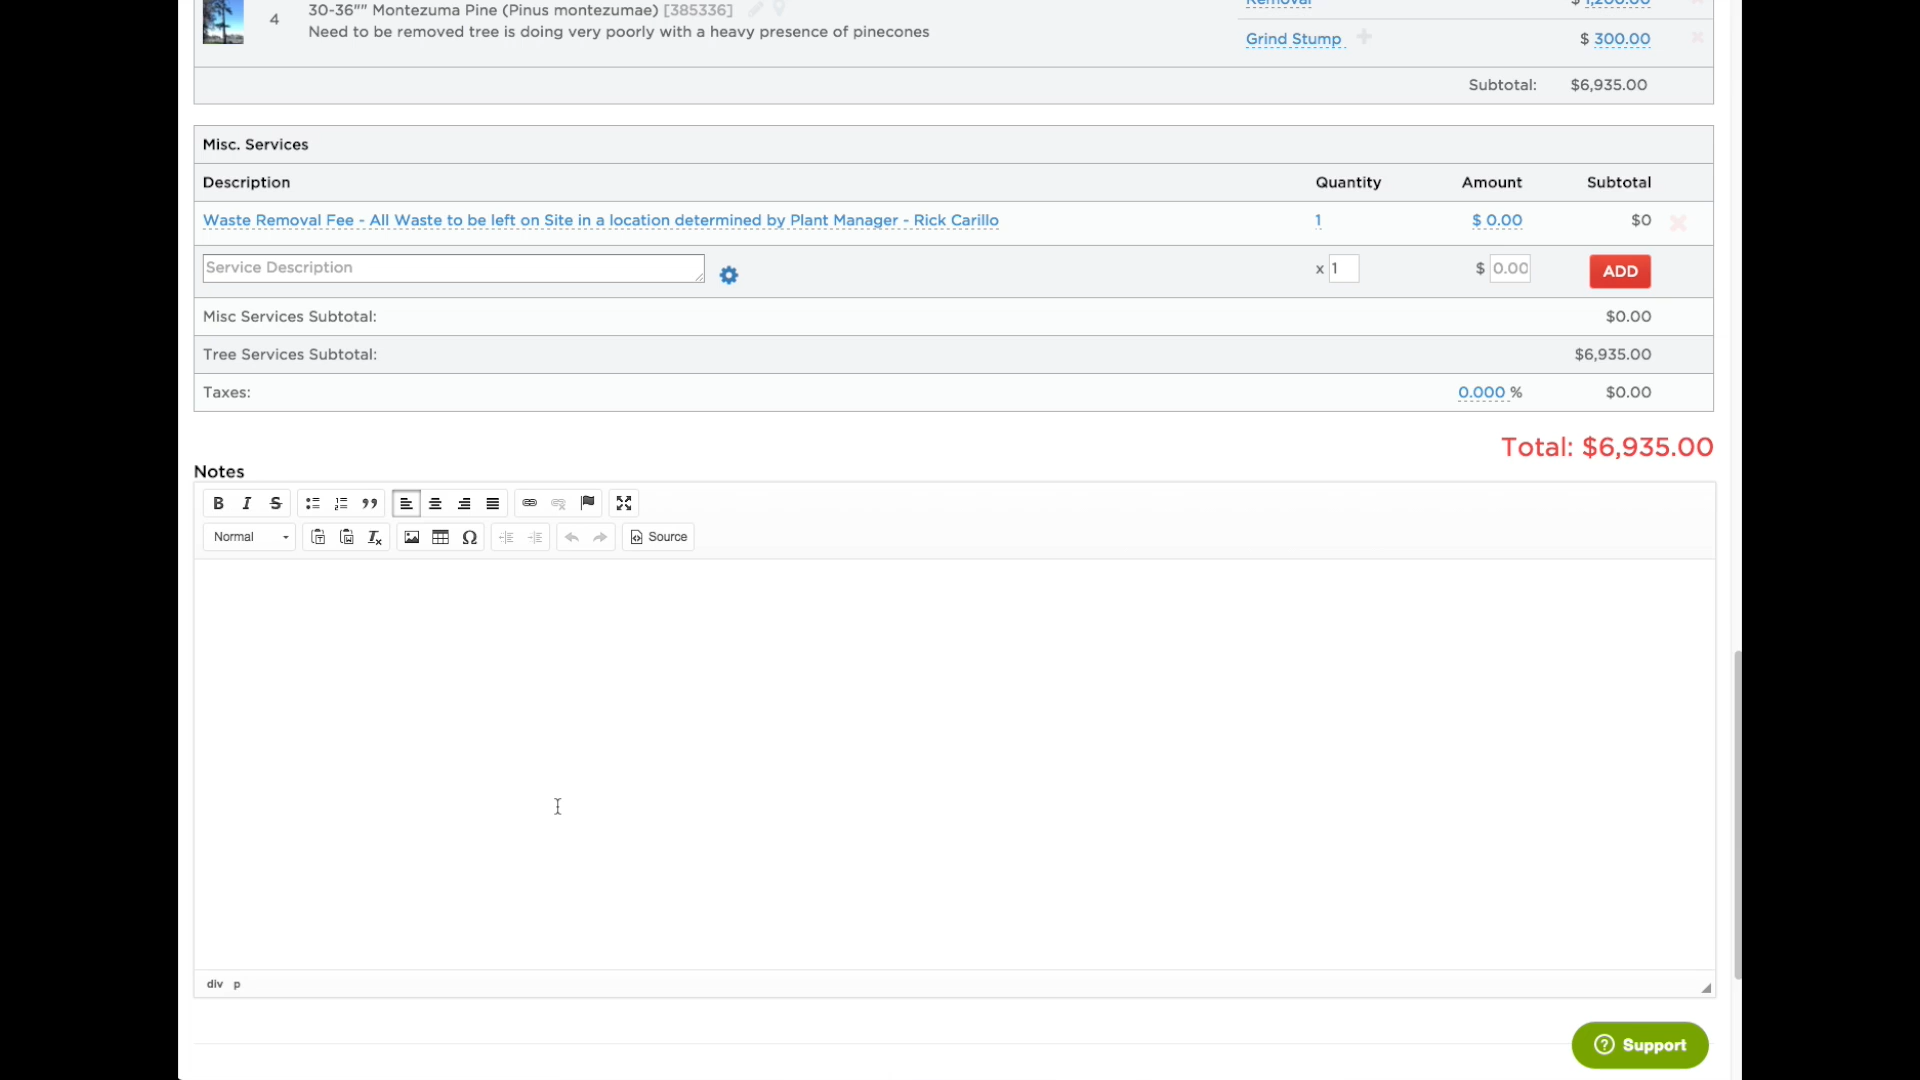 Removal $ 1,200.00
4 30-36"" Montezuma Pine (Pinus montezumae) [385336]
Need to be removed tree is doing very poorly with a heavy presence of pinecones
Grind Stump $ 300.00
Subtotal: $6,935.00
Misc. Services
Description Quantity Amount Subtotal
Waste Removal Fee - All Waste to be left on Site in a location determined by Plant Manager - Rick Carillo 1 $ 0.00 $0
Service Description x 1 $ 0.00 ADD
Misc Services Subtotal: $0.00
Tree Services Subtotal: $6,935.00
Taxes: 0.000 % $0.00
Total: $6,935.00
Notes
B I S
Normal Source
div p
Support